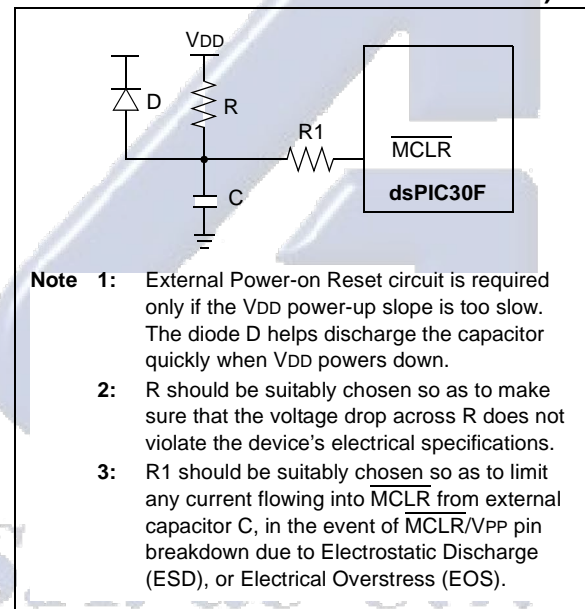 VDD
D
R
R1
MCLR
C
dsPIC30F
Note 1: External Power-on Reset circuit is required
only if the VDD power-up slope is too slow.
The diode D helps discharge the capacitor
quickly when VDD powers down.
2: R should be suitably chosen so as to make
sure that the voltage drop across R does not
violate the device's electrical specifications.
3: R1 should be suitably chosen so as to limit
any current flowing into MCLR from external
capacitor C, in the event of MCLR/VPP pin
breakdown due to Electrostatic Discharge
(ESD), or Electrical Overstress (EOS).